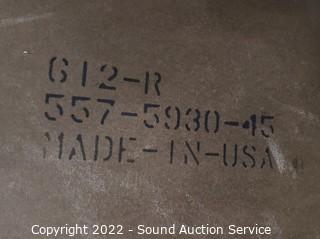 612-R
557-5930-45
MADE-IN-USA
Copyright 2022 - Sound Auction Service